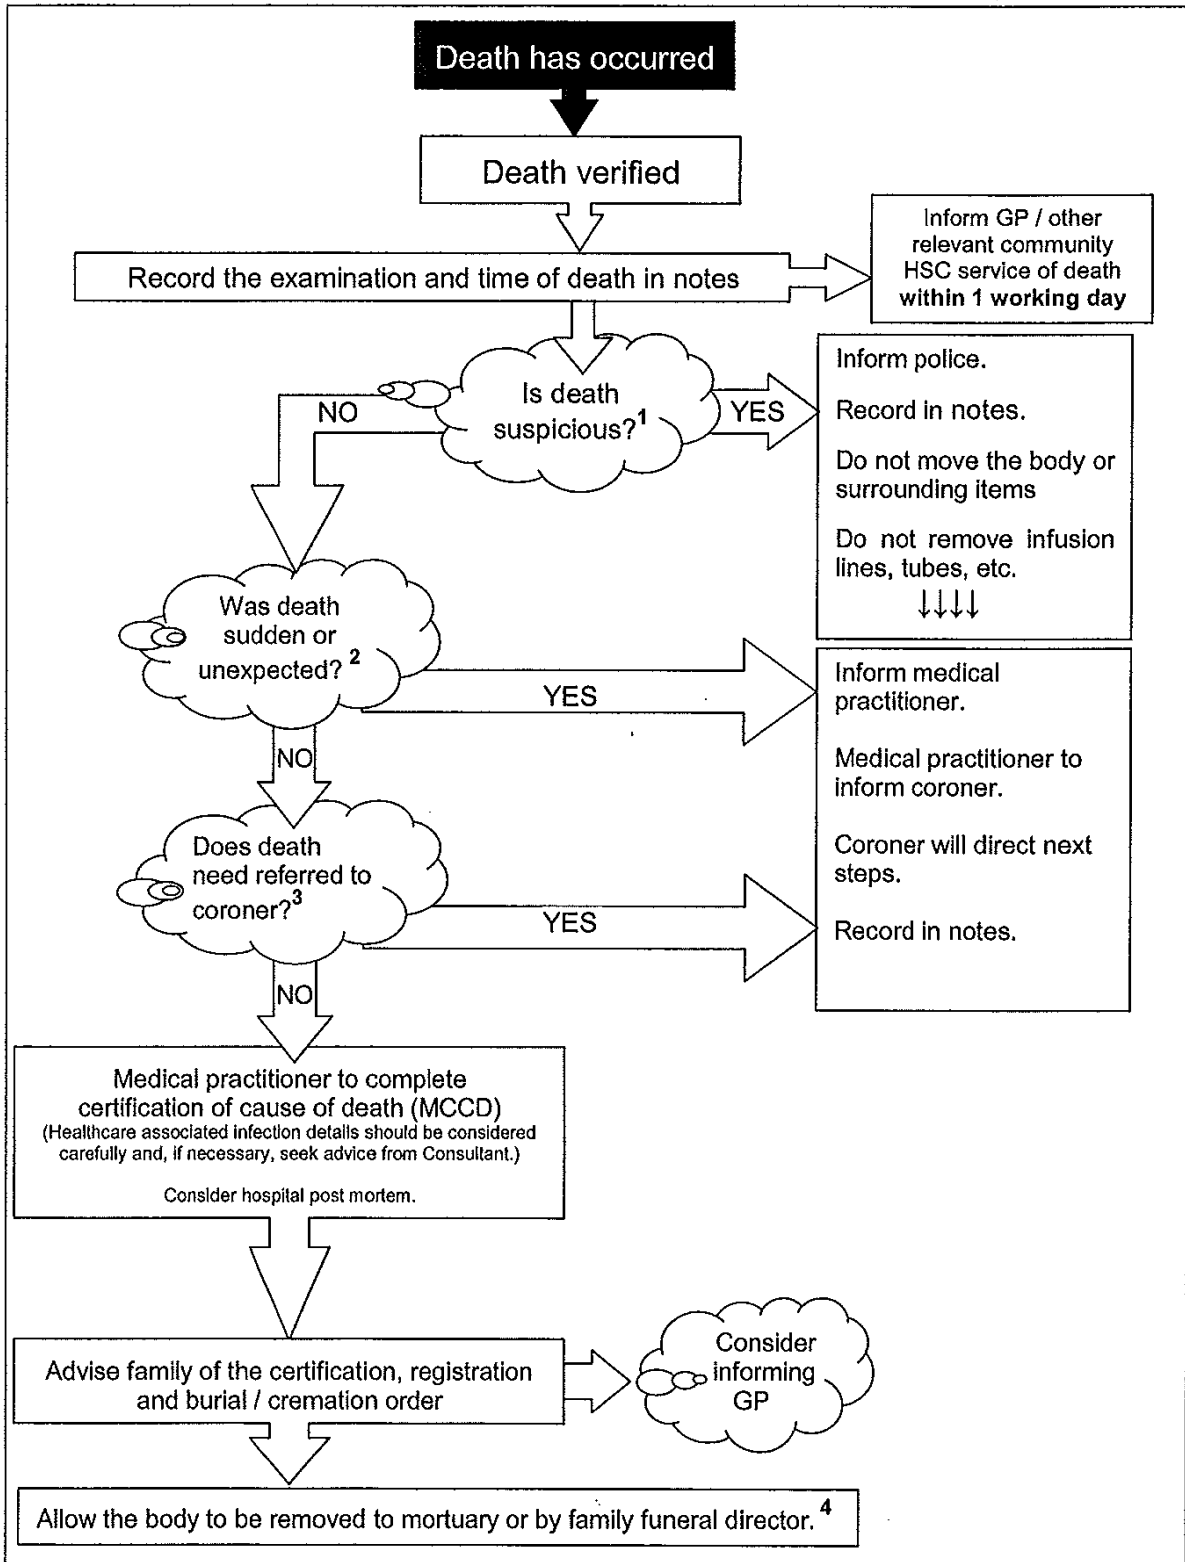 Death has occurred
Death verified
Record the examination and time of death in notes
Inform GP / other
relevant community
HSC service of death
within 1 working day
Is death
suspicious?1
NO
YES
Inform police.
Record in notes.
Do not move the body or
surrounding items
Do not remove infusion
lines, tubes, etc.
↓↓↓↓
Was death
sudden or
unexpected? 2
YES
NO
Inform medical
practitioner.
Medical practitioner to
inform coroner.
Coroner will direct next
steps.
Record in notes.
Does death
need referred to
coroner?3
YES
NO
Medical practitioner to complete
certification of cause of death (MCCD)
(Healthcare associated infection details should be considered
carefully and, if necessary, seek advice from Consultant.)
Consider hospital post mortem.
Advise family of the certification, registration
and burial / cremation order
Consider
informing
GP
Allow the body to be removed to mortuary or by family funeral director. 4